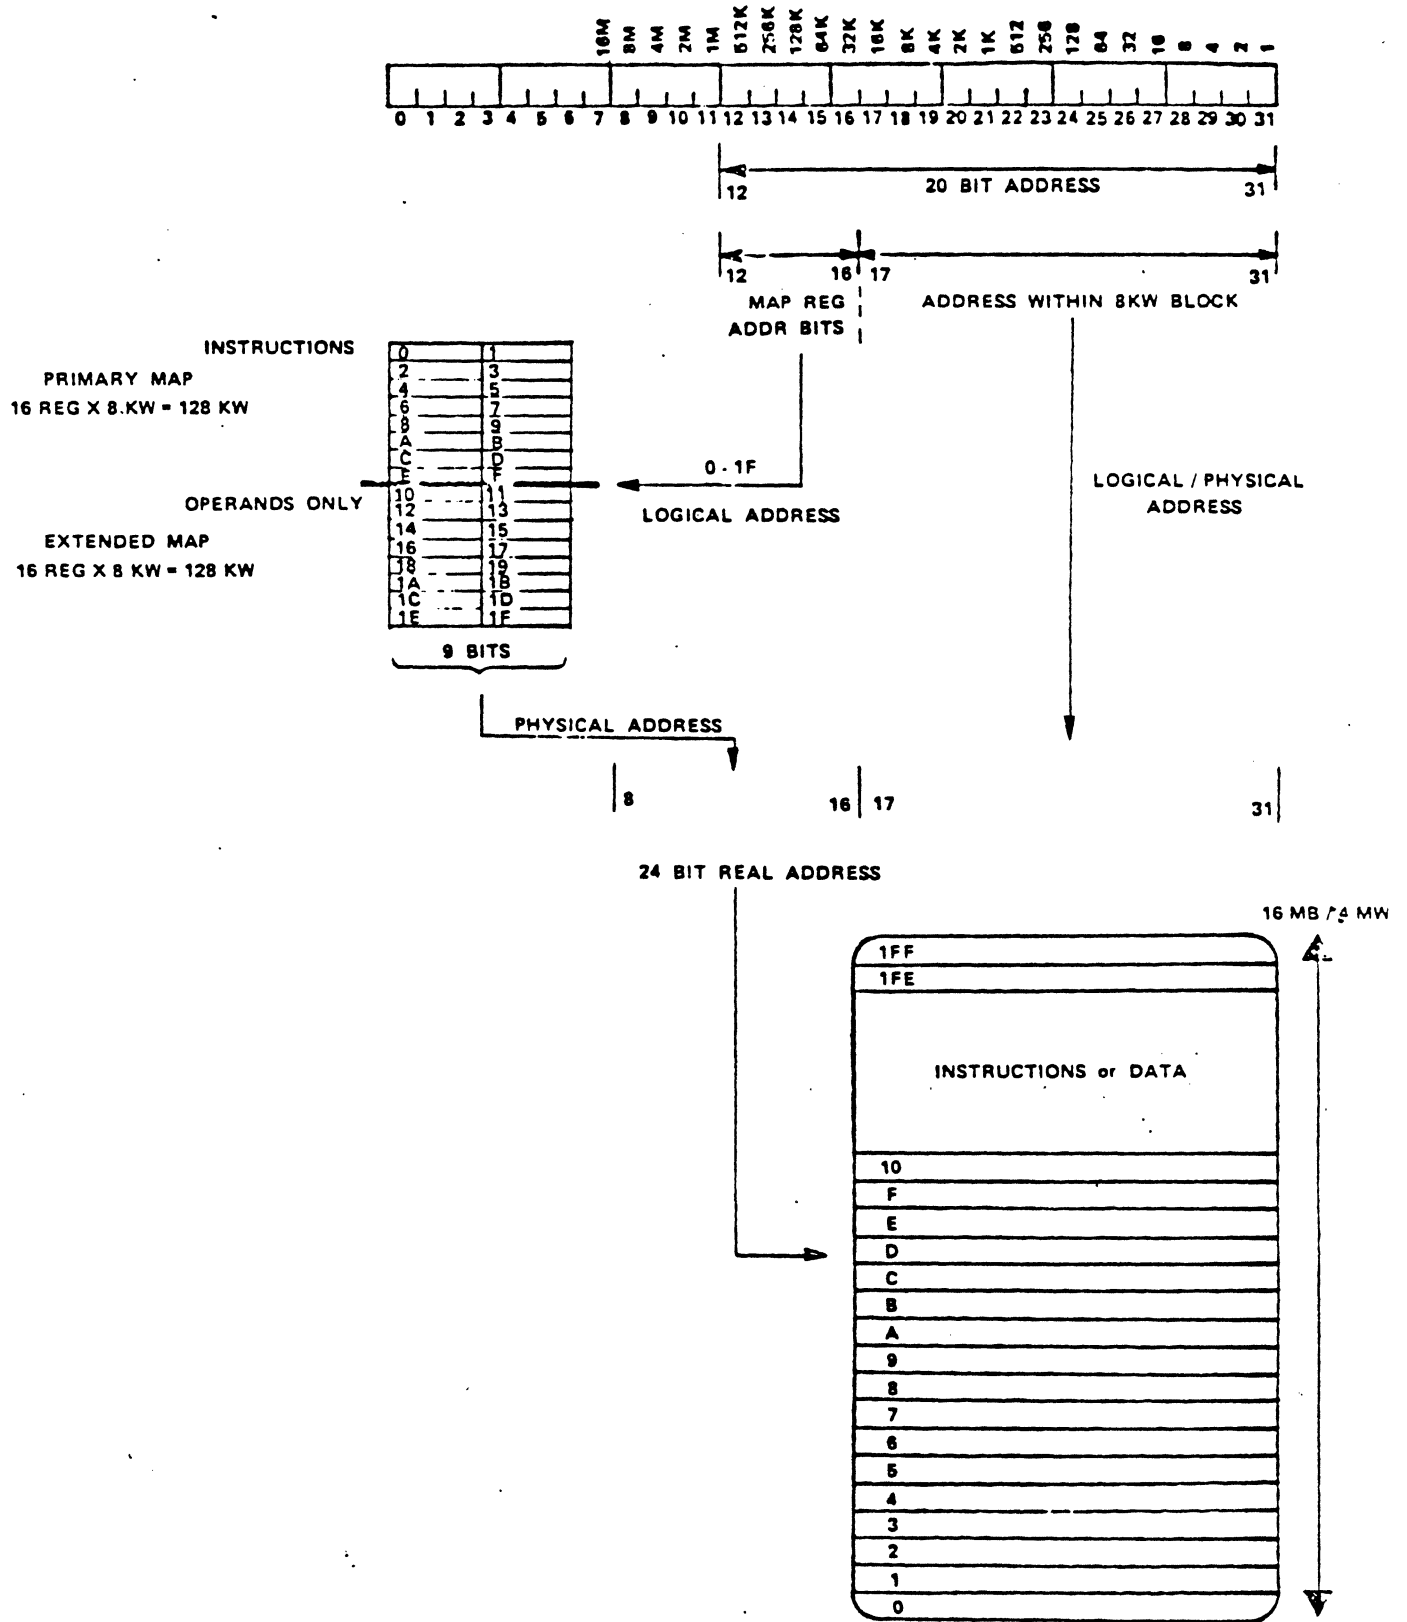 16M 8M 4M 2M 1M 512K 256K 128K 64K 32K 16K 8K 4K 2K 1K 512 256 128 64 32 16 8 4 2 1
0 1 2 3 4 5 6 7 8 9 10 11 12 13 14 15 16 17 18 19 20 21 22 23 24 25 26 27 28 29 30 31
12 20 BIT ADDRESS 31
12 16 17 31
MAP REG
ADDR BITS
ADDRESS WITHIN 8KW BLOCK
INSTRUCTIONS
PRIMARY MAP
16 REG X 8.KW = 128 KW
0 1
2 3
4 5
6 7
8 9
A B
C D
E F
10 11
12 13
14 15
16 17
18 19
1A 1B
1C 1D
1E 1F
OPERANDS ONLY
EXTENDED MAP
16 REG X 8 KW = 128 KW
0 - 1F
LOGICAL ADDRESS
LOGICAL / PHYSICAL
ADDRESS
9 BITS
PHYSICAL ADDRESS
8 16 17 31
24 BIT REAL ADDRESS
16 MB / 4 MW
1FF
1FE
INSTRUCTIONS or DATA
10
F
E
D
C
B
A
9
8
7
6
5
4
3
2
1
0